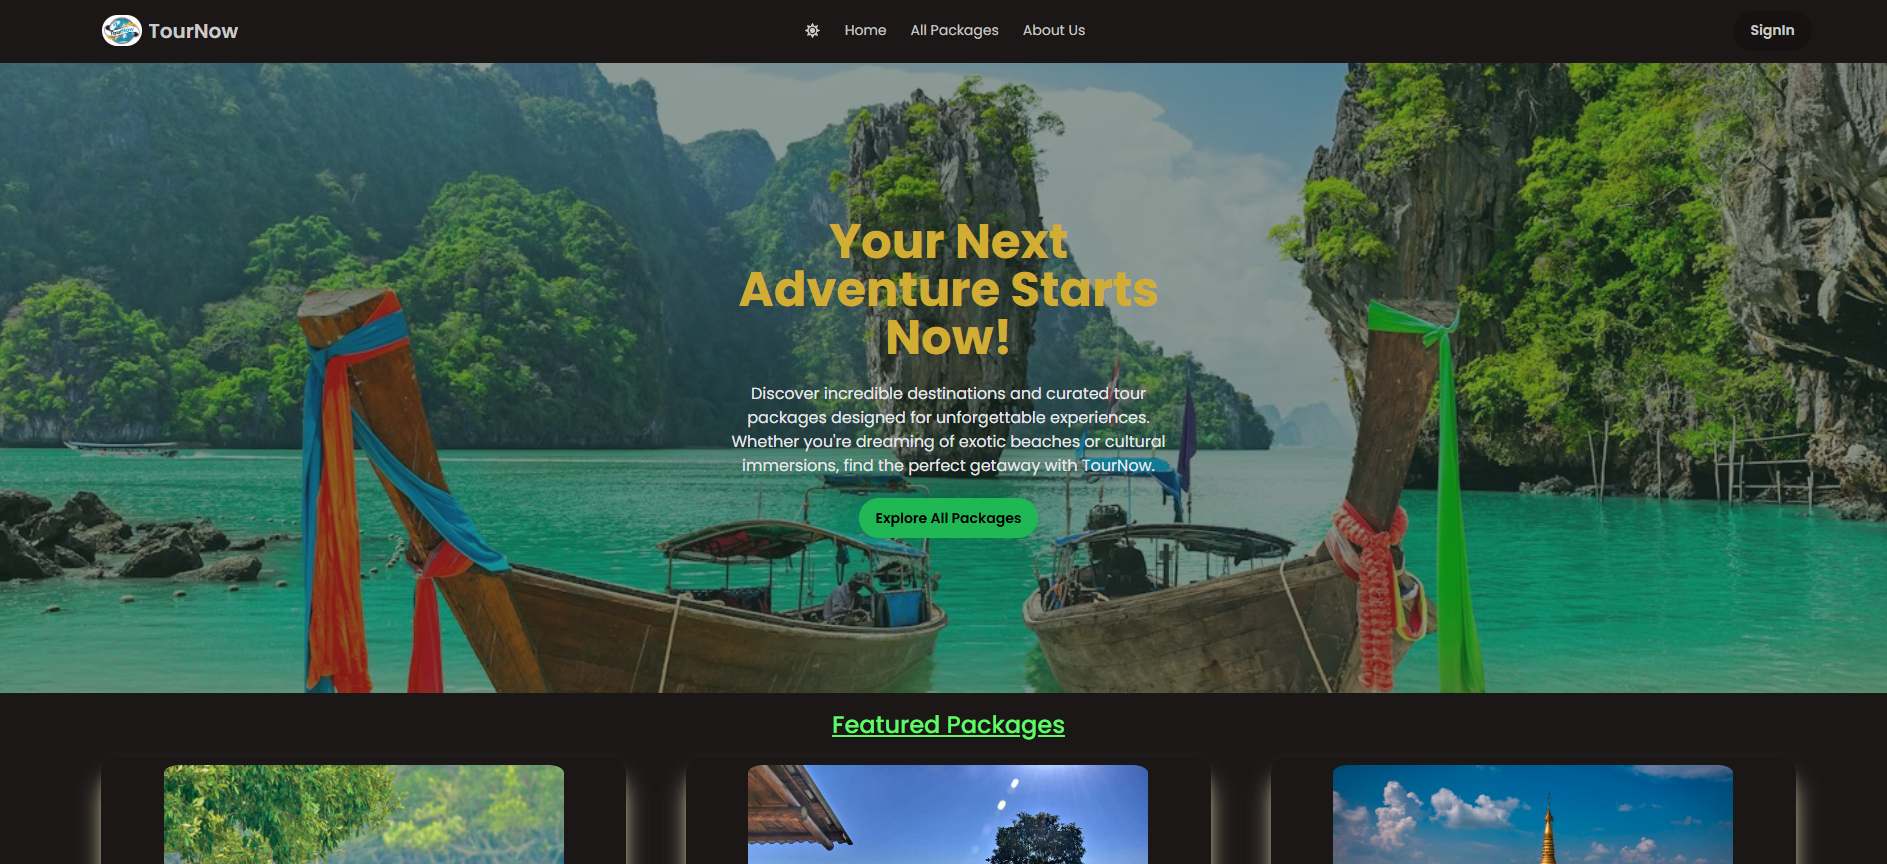 TourNow
Home
All Packages
About Us
SignIn
Your Next
Adventure Starts
Now!
Discover incredible destinations and curated tour
packages designed for unforgettable experiences.
Whether you're dreaming of exotic beaches or cultural
immersions, find the perfect getaway with TourNow.
Explore All Packages
Featured Packages